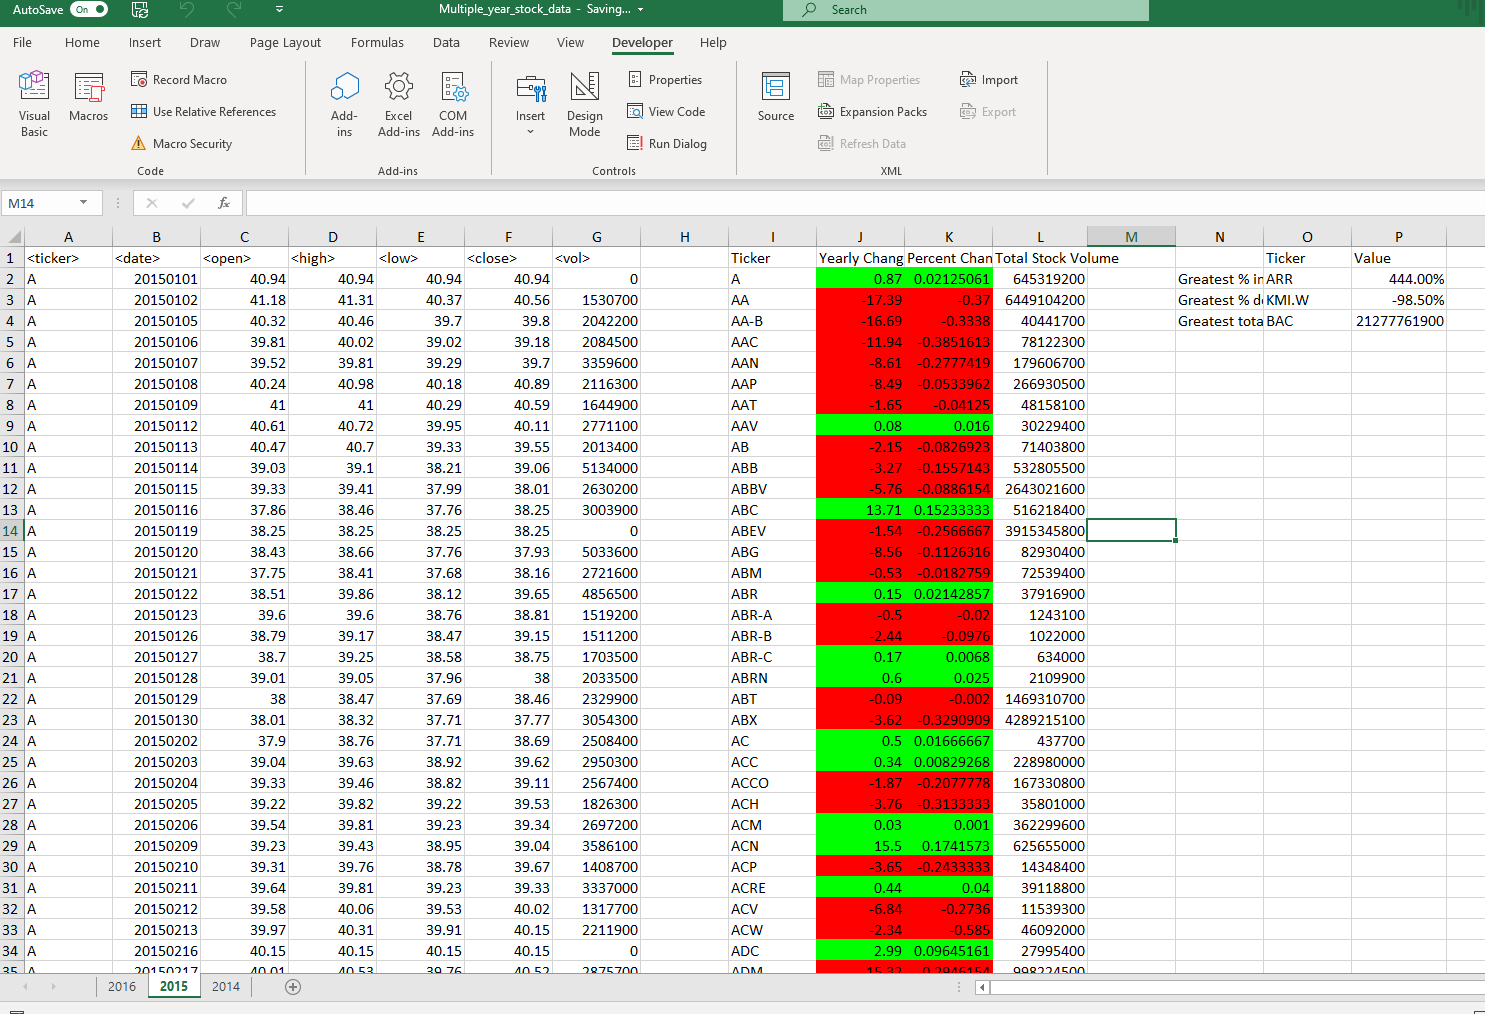 AutoSave On Multiple_year_stock_data - Saving... Search
File Home Insert Draw Page Layout Formulas Data Review View Developer Help
Visual Basic Macros Record Macro Use Relative References Macro Security
Add-ins Excel Add-ins COM Add-ins
Insert Design Mode Properties View Code Run Dialog
Source Map Properties Expansion Packs Refresh Data Import Export
Code Add-ins Controls XML
M14 fx
A B C D E F G H I J K L M N O P
1 <ticker> <date> <open> <high> <low> <close> <vol> Ticker Yearly Chang Percent Chan Total Stock Volume Ticker Value
2 A 20150101 40.94 40.94 40.94 40.94 0 A 0.87 0.02125061 645319200 Greatest % in ARR 444.00%
3 A 20150102 41.18 41.31 40.37 40.56 1530700 AA -17.39 -0.37 6449104200 Greatest % de KMI.W -98.50%
4 A 20150105 40.32 40.46 39.7 39.8 2042200 AA-B -16.69 -0.3338 40441700 Greatest tota BAC 21277761900
5 A 20150106 39.81 40.02 39.02 39.18 2084500 AAC -11.94 -0.3851613 78122300
6 A 20150107 39.52 39.81 39.29 39.7 3359600 AAN -8.61 -0.2777419 179606700
7 A 20150108 40.24 40.98 40.18 40.89 2116300 AAP -8.49 -0.0533962 266930500
8 A 20150109 41 41 40.29 40.59 1644900 AAT -1.65 -0.04125 48158100
9 A 20150112 40.61 40.72 39.95 40.11 2771100 AAV 0.08 0.016 30229400
10 A 20150113 40.47 40.7 39.33 39.55 2013400 AB -2.15 -0.0826923 71403800
11 A 20150114 39.03 39.1 38.21 39.06 5134000 ABB -3.27 -0.1557143 532805500
12 A 20150115 39.33 39.41 37.99 38.01 2630200 ABBV -5.76 -0.0886154 2643021600
13 A 20150116 37.86 38.46 37.76 38.25 3003900 ABC 13.71 0.15233333 516218400
14 A 20150119 38.25 38.25 38.25 38.25 0 ABEV -1.54 -0.2566667 3915345800
15 A 20150120 38.43 38.66 37.76 37.93 5033600 ABG -8.56 -0.1126316 82930400
16 A 20150121 37.75 38.41 37.68 38.16 2721600 ABM -0.53 -0.0182759 72539400
17 A 20150122 38.51 39.86 38.12 39.65 4856500 ABR 0.15 0.02142857 37916900
18 A 20150123 39.6 39.6 38.76 38.81 1519200 ABR-A -0.5 -0.02 1243100
19 A 20150126 38.79 39.17 38.47 39.15 1511200 ABR-B -2.44 -0.0976 1022000
20 A 20150127 38.7 39.25 38.58 38.75 1703500 ABR-C 0.17 0.0068 634000
21 A 20150128 39.01 39.05 37.96 38 2033500 ABRN 0.6 0.025 2109900
22 A 20150129 38 38.47 37.69 38.46 2329900 ABT -0.09 -0.002 1469310700
23 A 20150130 38.01 38.32 37.71 37.77 3054300 ABX -3.62 -0.3290909 4289215100
24 A 20150202 37.9 38.76 37.71 38.69 2508400 AC 0.5 0.01666667 437700
25 A 20150203 39.04 39.63 38.92 39.62 2950300 ACC 0.34 0.00829268 228980000
26 A 20150204 39.33 39.46 38.82 39.11 2567400 ACCO -1.87 -0.2077778 167330800
27 A 20150205 39.22 39.82 39.22 39.53 1826300 ACH -3.76 -0.3133333 35801000
28 A 20150206 39.54 39.81 39.23 39.34 2697200 ACM 0.03 0.001 362299600
29 A 20150209 39.23 39.43 38.95 39.04 3586100 ACN 15.5 0.1741573 625655000
30 A 20150210 39.31 39.76 38.78 39.67 1408700 ACP -3.65 -0.2433333 14348400
31 A 20150211 39.64 39.81 39.23 39.33 3337000 ACRE 0.44 0.04 39118800
32 A 20150212 39.58 40.06 39.53 40.02 1317700 ACV -6.84 -0.2736 11539300
33 A 20150213 39.97 40.31 39.91 40.15 2211900 ACW -2.34 -0.585 46092000
34 A 20150216 40.15 40.15 40.15 40.15 0 ADC 2.99 0.09645161 27995400
35 A 20150217 40.01 40.53 39.76 40.52 2875700 ADM -15.32 -0.2946154 998224500
2016 2015 2014